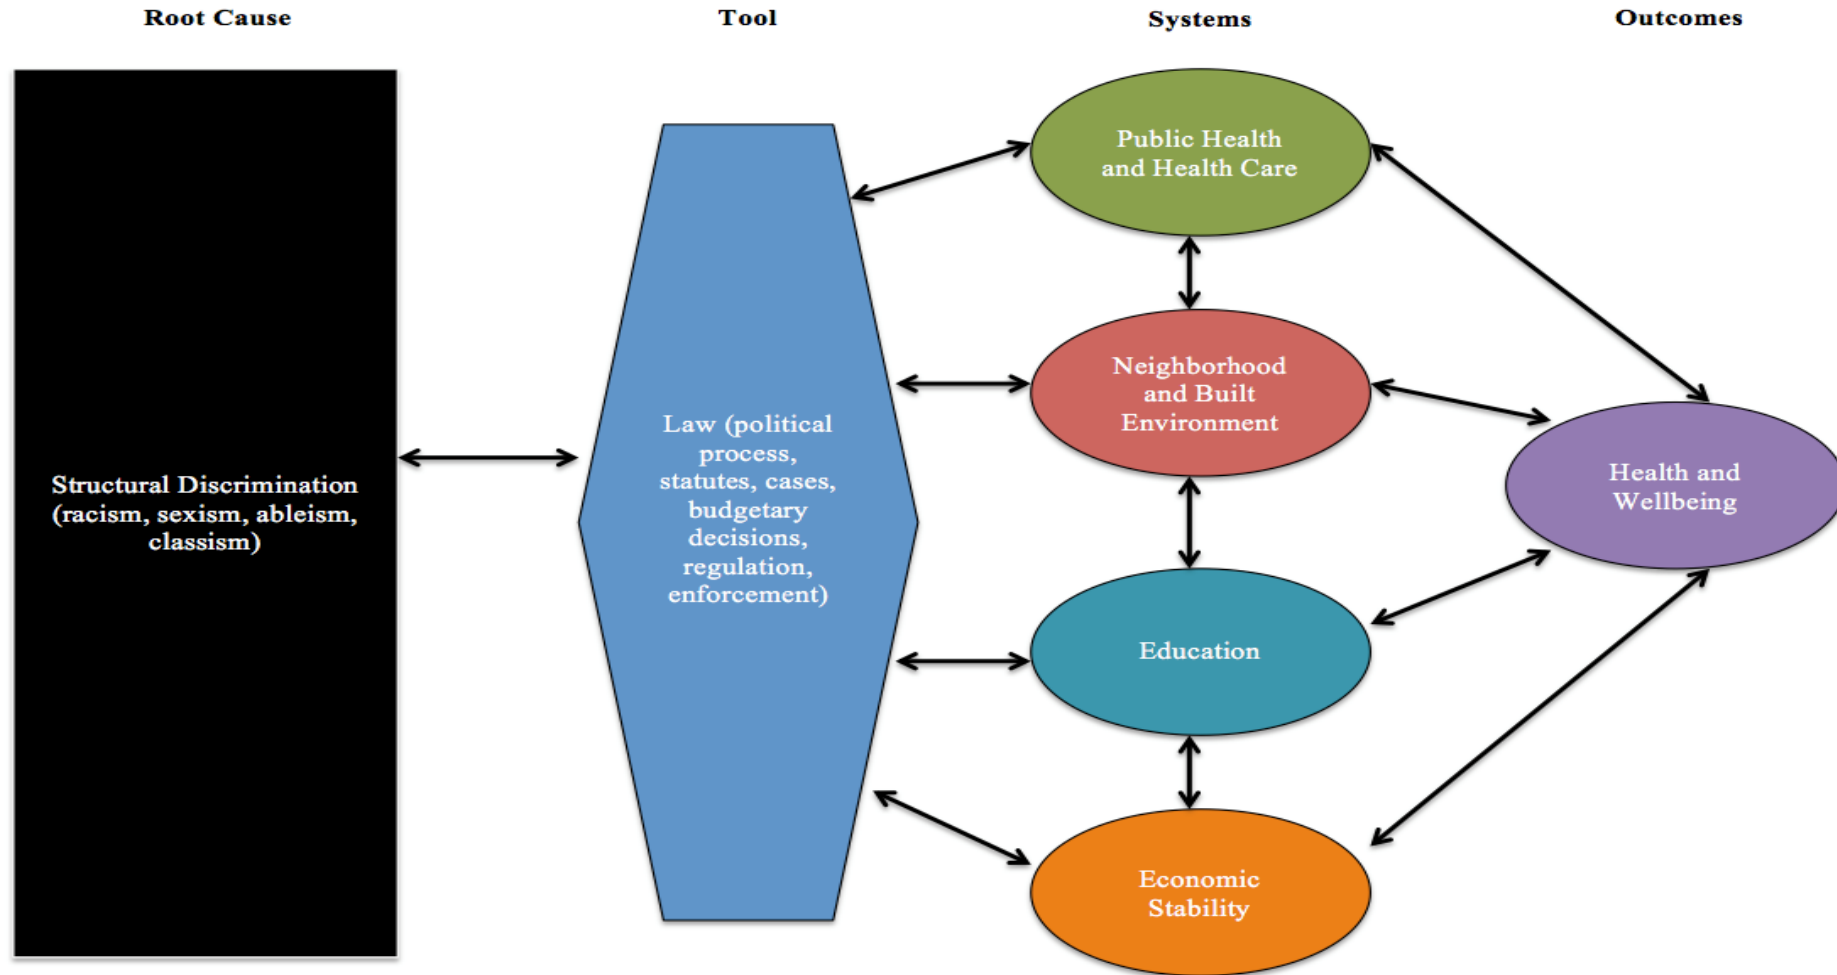 Root Cause
Tool
Systems
Outcomes
Structural Discrimination
(racism, sexism, ableism,
classism)
Law (political
process,
statutes, cases,
budgetary
decisions,
regulation,
enforcement)
Public Health
and Health Care
Neighborhood
and Built
Environment
Education
Economic
Stability
Health and
Wellbeing